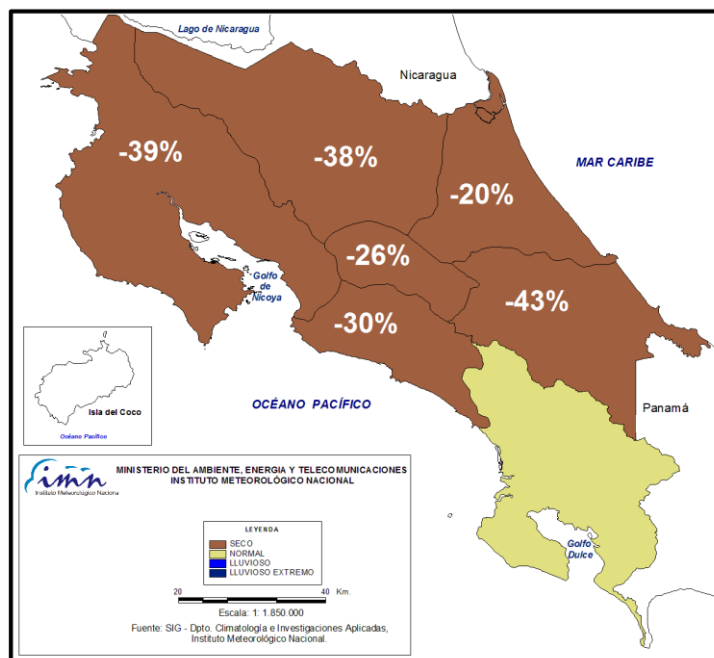 Lago de Nicaragua
Nicaragua
-39%
-38%
MAR CARIBE
-20%
-26%
Golfo
de
Nicoya
-43%
-30%
Isla del Coco
Océano Pacífico
OCÉANO PACÍFICO
Panamá
imn
Instituto Meteorológico Nacional
MINISTERIO DEL AMBIENTE, ENERGIA Y TELECOMUNICACIONES
INSTITUTO METEOROLÓGICO NACIONAL
LEYENDA
SECO
NORMAL
LLUVIOSO
LLUVIOSO EXTREMO
Golfo
Dulce
20 0 40 Km.
Escala: 1: 1.850.000
Fuente: SIG - Dpto. Climatología e Investigaciones Aplicadas,
Instituto Meteorológico Nacional.